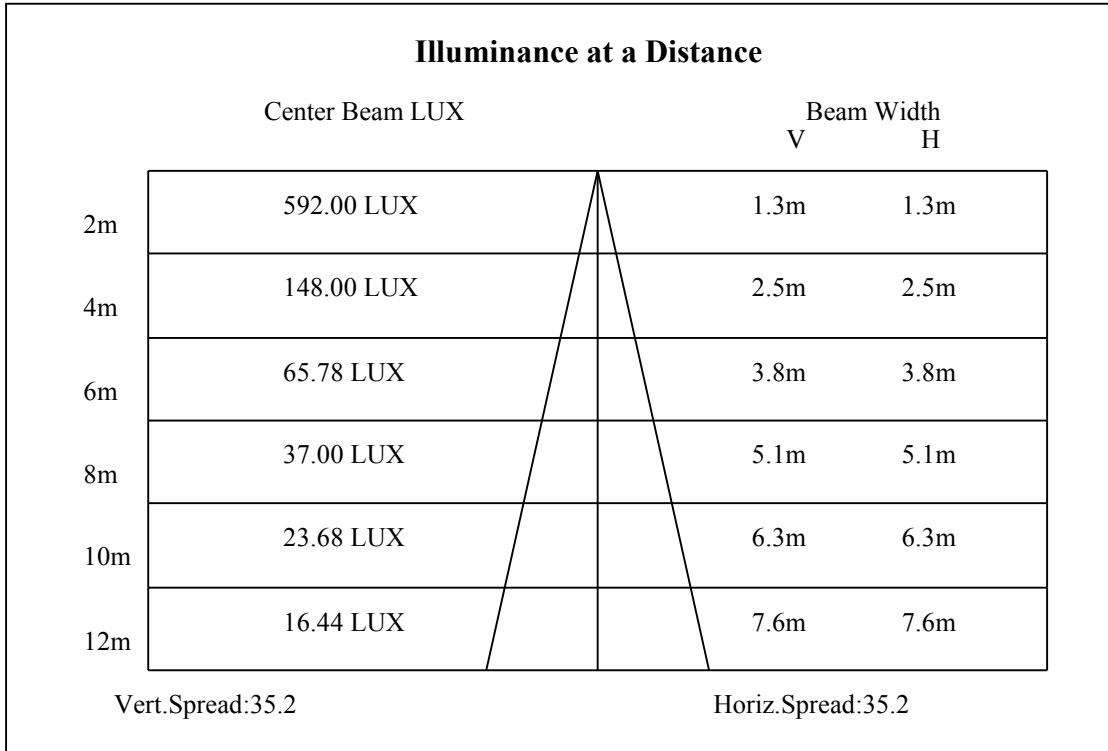 Illuminance at a Distance
Center Beam LUX Beam Width
V H
2m 592.00 LUX 1.3m 1.3m
4m 148.00 LUX 2.5m 2.5m
6m 65.78 LUX 3.8m 3.8m
8m 37.00 LUX 5.1m 5.1m
10m 23.68 LUX 6.3m 6.3m
12m 16.44 LUX 7.6m 7.6m
Vert.Spread:35.2 Horiz.Spread:35.2